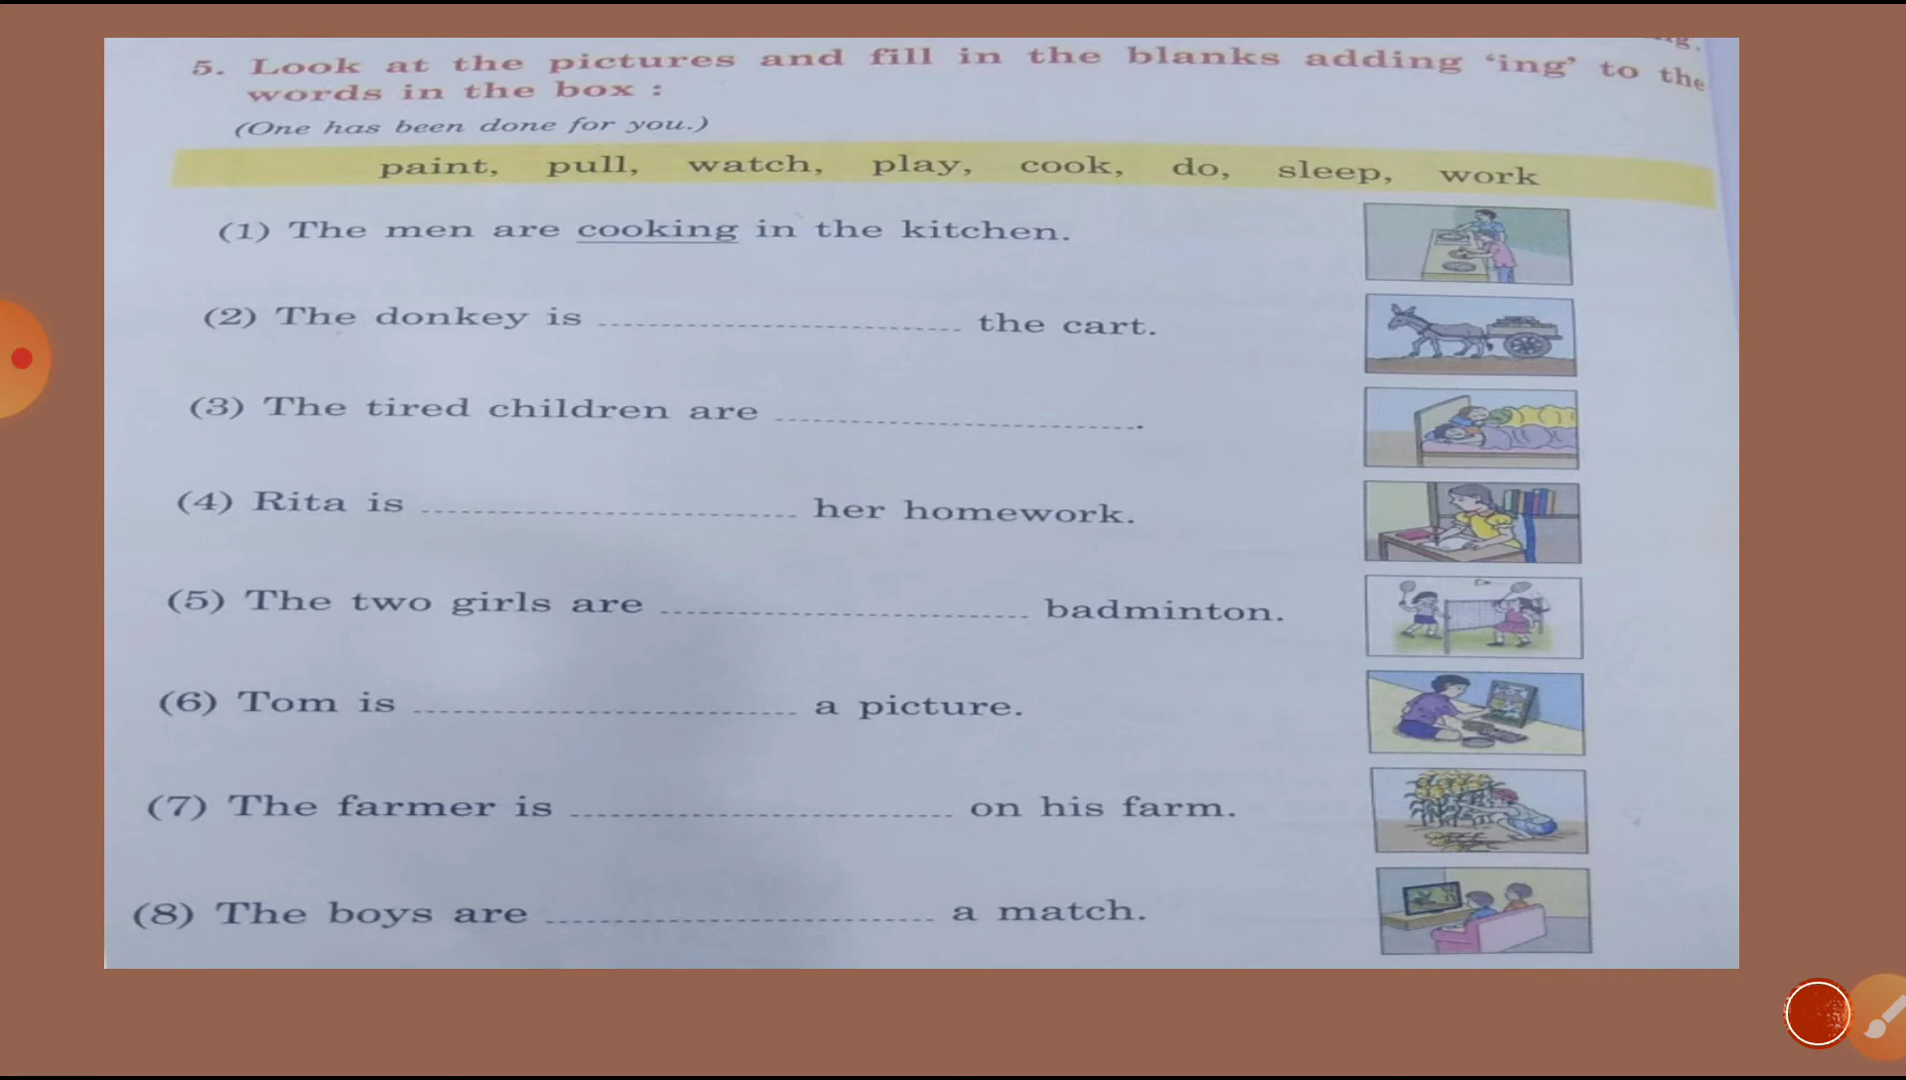 5. Look at the pictures and fill in the blanks adding ‘ing’ to the
words in the box :
(One has been done for you.)
paint, pull, watch, play, cook, do, sleep, work
(1) The men are cooking in the kitchen.
(2) The donkey is ............................ the cart.
(3) The tired children are ............................ .
(4) Rita is ............................ her homework.
(5) The two girls are ............................ badminton.
(6) Tom is ............................ a picture.
(7) The farmer is ............................ on his farm.
(8) The boys are ............................ a match.